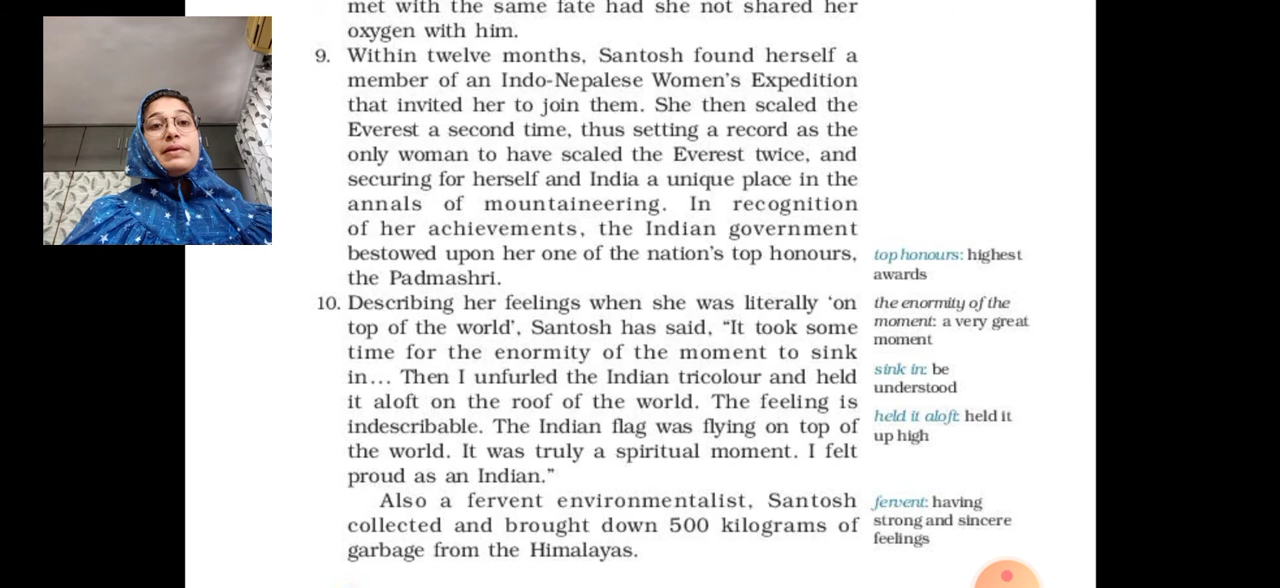 met with the same fate had she not shared her
oxygen with him.
9. Within twelve months, Santosh found herself a
member of an Indo-Nepalese Women's Expedition
that invited her to join them. She then scaled the
Everest a second time, thus setting a record as the
only woman to have scaled the Everest twice, and
securing for herself and India a unique place in the
annals of mountaineering. In recognition
of her achievements, the Indian government
bestowed upon her one of the nation's top honours,
the Padmashri.
top honours: highest
awards
10. Describing her feelings when she was literally 'on
top of the world', Santosh has said, “It took some
time for the enormity of the moment to sink
in... Then I unfurled the Indian tricolour and held
it aloft on the roof of the world. The feeling is
indescribable. The Indian flag was flying on top of
the world. It was truly a spiritual moment. I felt
proud as an Indian.”
the enormity of the
moment: a very great
moment
sink in: be
understood
held it aloft: held it
up high
Also a fervent environmentalist, Santosh
collected and brought down 500 kilograms of
garbage from the Himalayas.
fervent: having
strong and sincere
feelings